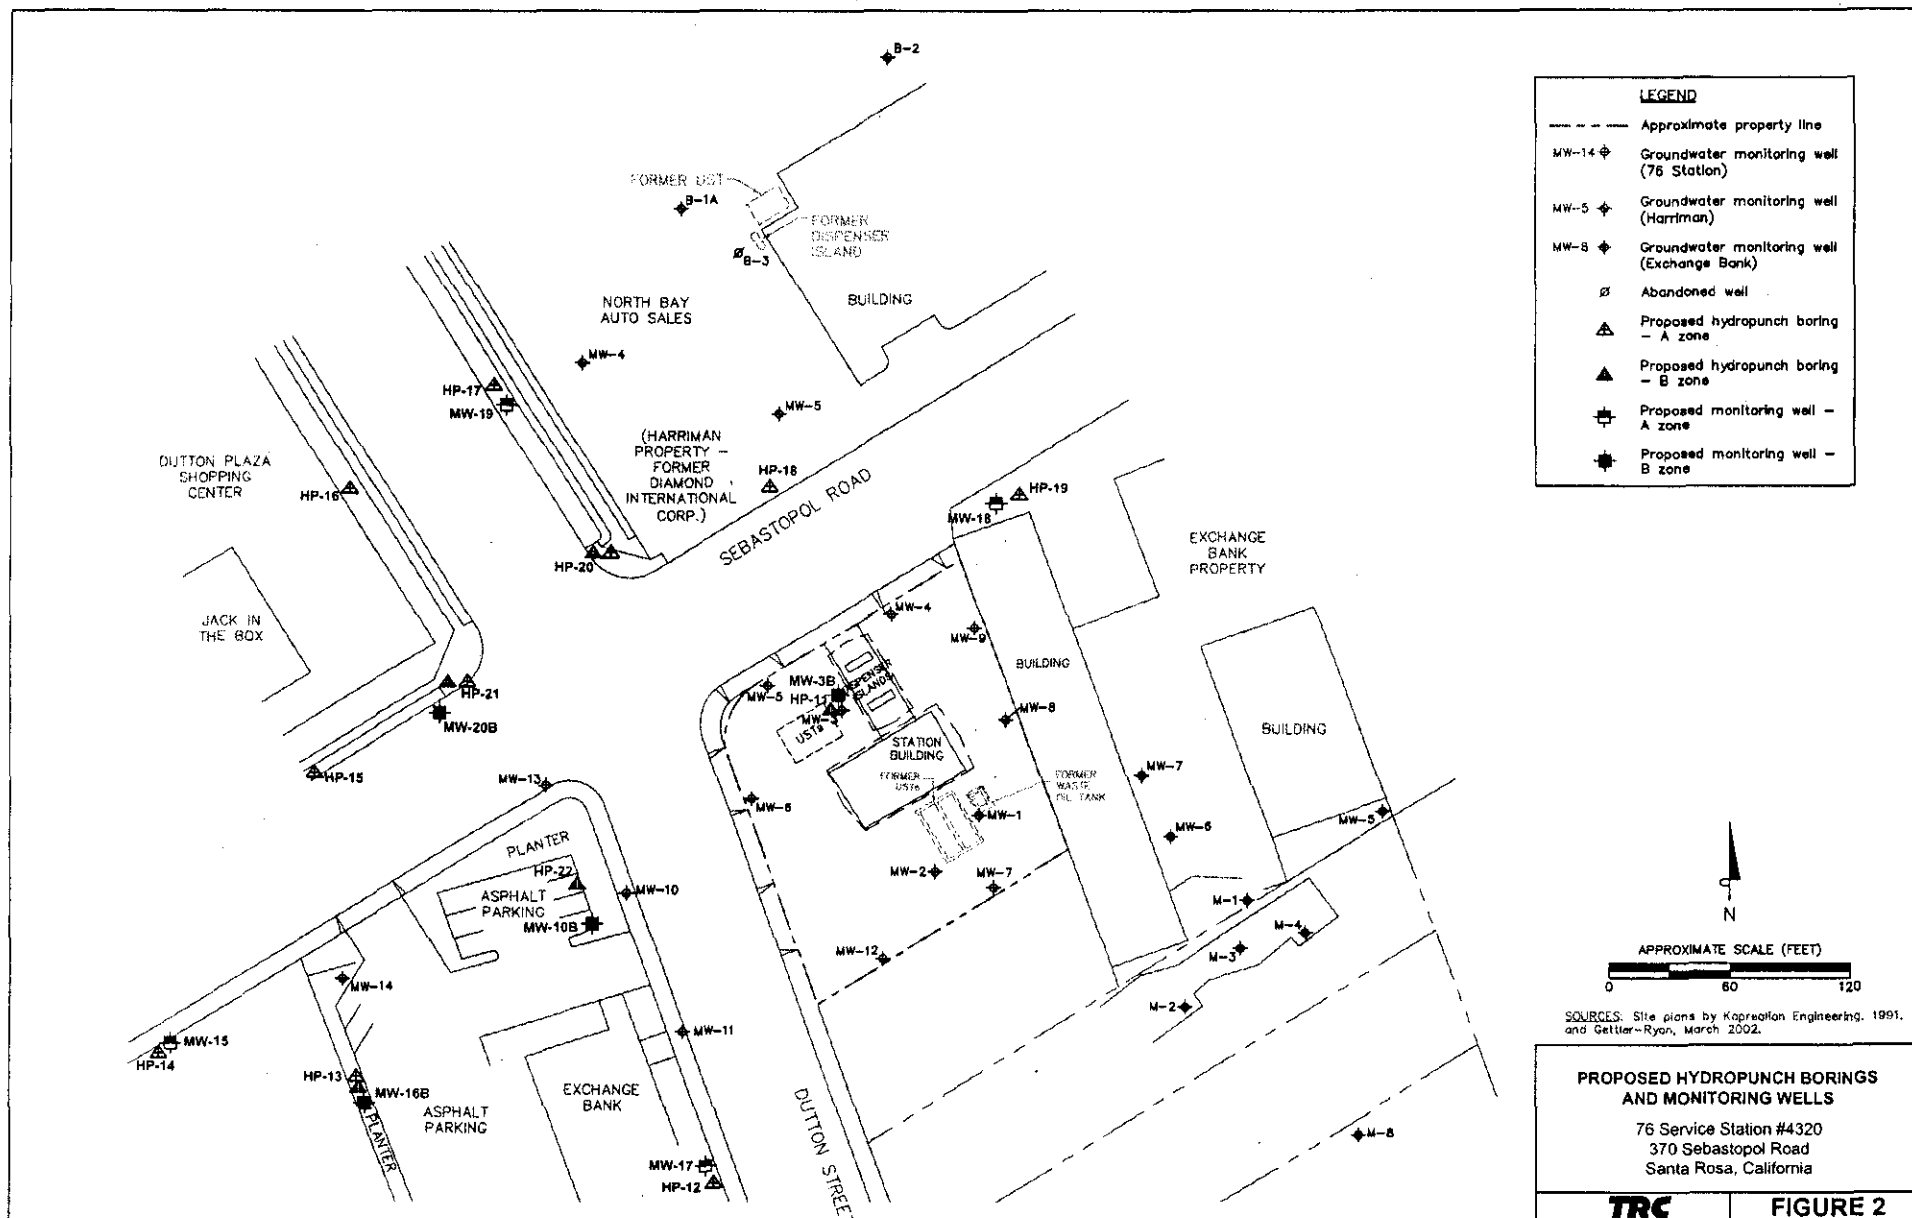 B-2
LEGEND
Approximate property line
MW-14 Groundwater monitoring well
(76 Station)
MW-5 Groundwater monitoring well
(Harriman)
MW-8 Groundwater monitoring well
(Exchange Bank)
Abandoned well
Proposed hydropunch boring
- A zone
Proposed hydropunch boring
- B zone
Proposed monitoring well -
A zone
Proposed monitoring well -
B zone
FORMER UST
B-1A
FORMER
DISPENSER
ISLAND
B-3
NORTH BAY
AUTO SALES
BUILDING
MW-4
HP-17
MW-19
MW-5
(HARRIMAN
PROPERTY -
FORMER
DIAMOND
INTERNATIONAL
CORP.)
HP-18
DUTTON PLAZA
SHOPPING
CENTER
HP-16
SEBASTOPOL ROAD
HP-19
MW-18
EXCHANGE
BANK
PROPERTY
HP-20
JACK IN
THE BOX
MW-4
MW-9
BUILDING
HP-21
MW-20B
MW-5
MW-3B
HP-11
MW-3
DISPENSER
ISLANDS
USTs
MW-8
STATION
BUILDING
BUILDING
HP-15
MW-13
MW-6
FORMER
USTs
FORMER
WASTE
OIL TANK
MW-1
MW-7
MW-6
MW-5
PLANTER
HP-22
ASPHALT
PARKING
MW-10
MW-10B
MW-2
MW-7
M-1
M-4
M-3
MW-12
M-2
MW-14
MW-11
MW-15
HP-14
HP-13
MW-16B
PLANTER
ASPHALT
PARKING
EXCHANGE
BANK
MW-17
HP-12
DUTTON STREET
M-8
N
APPROXIMATE SCALE (FEET)
0 60 120
SOURCES: Site plans by Kaprealian Engineering, 1991,
and Gettler-Ryan, March 2002.
PROPOSED HYDROPUNCH BORINGS
AND MONITORING WELLS
76 Service Station #4320
370 Sebastopol Road
Santa Rosa, California
TRC
FIGURE 2